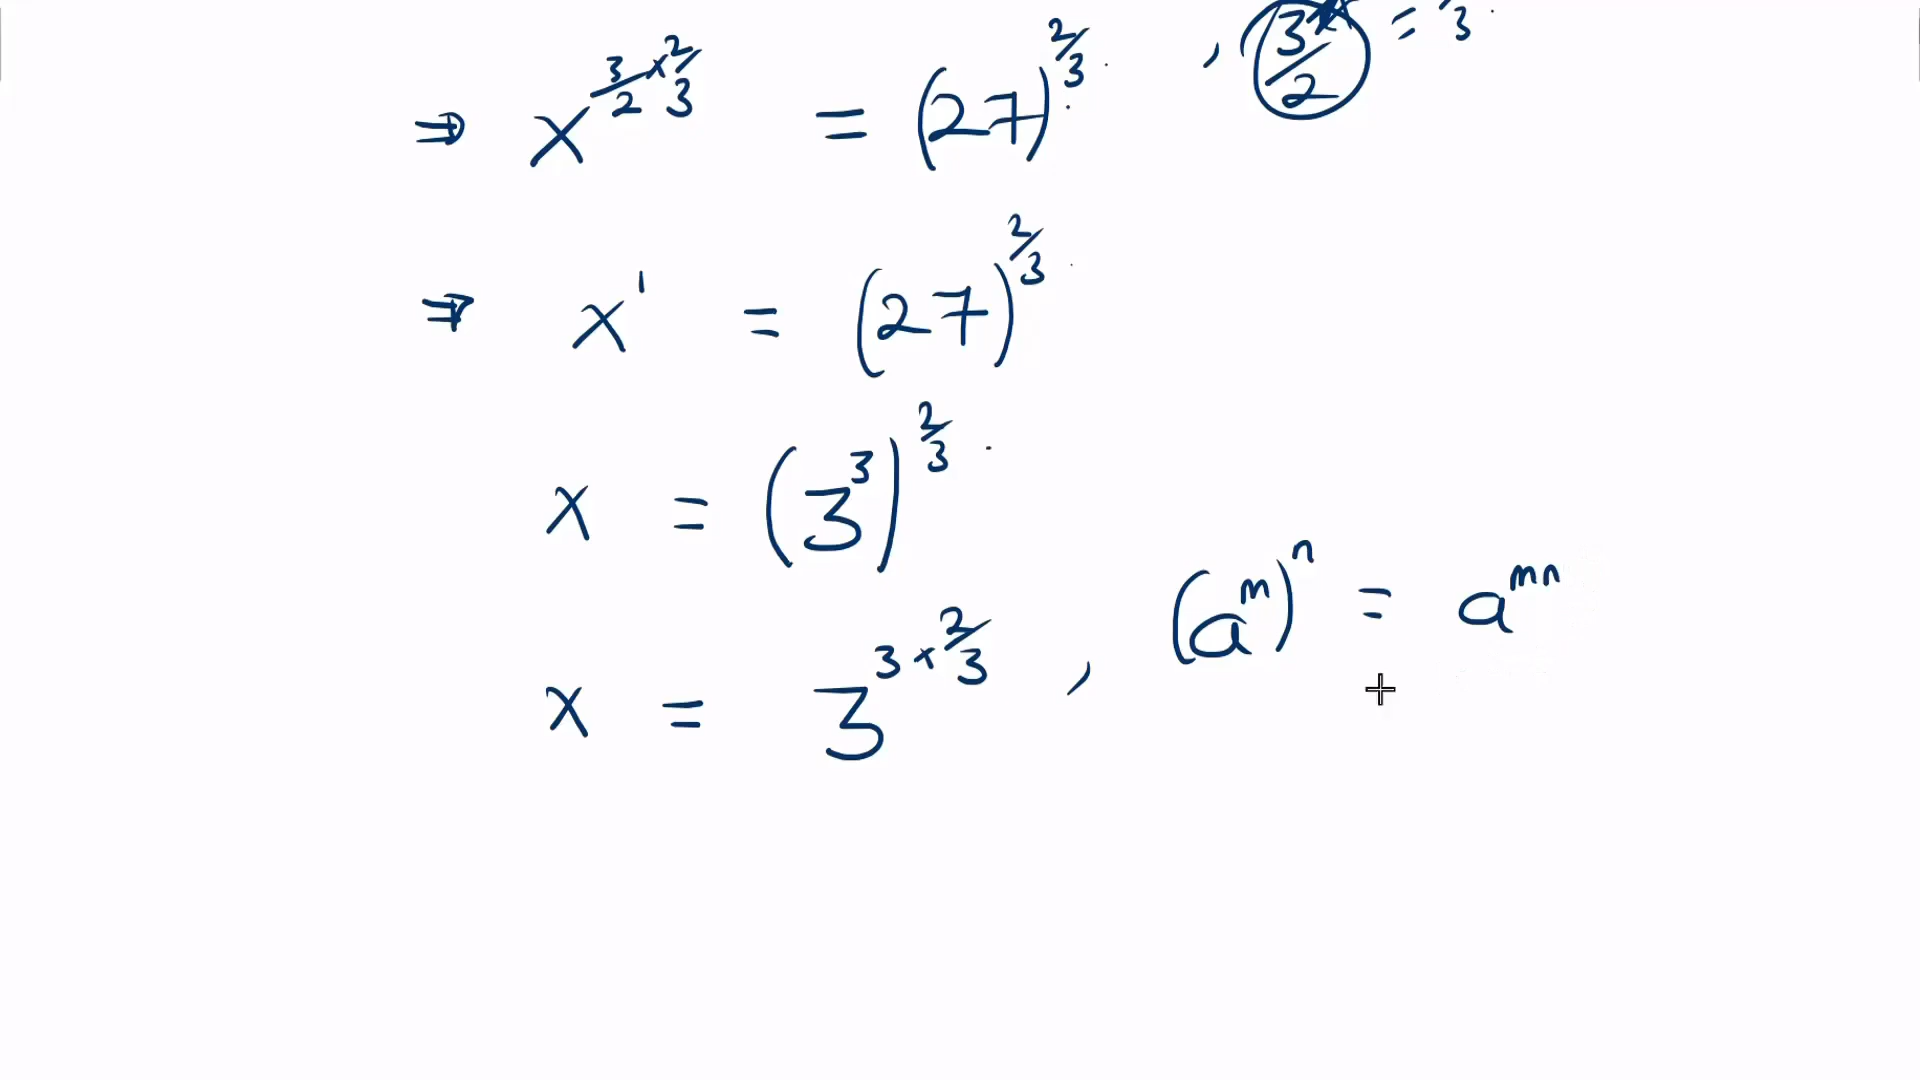 ⇒ x^(3/2 × 2/3) = (27)^(2/3) , (3/2) =
⇒ x^1 = (27)^(2/3)
x = (3^3)^(2/3)
x = 3^(3 × 2/3) , (a^m)^n = a^(mn)